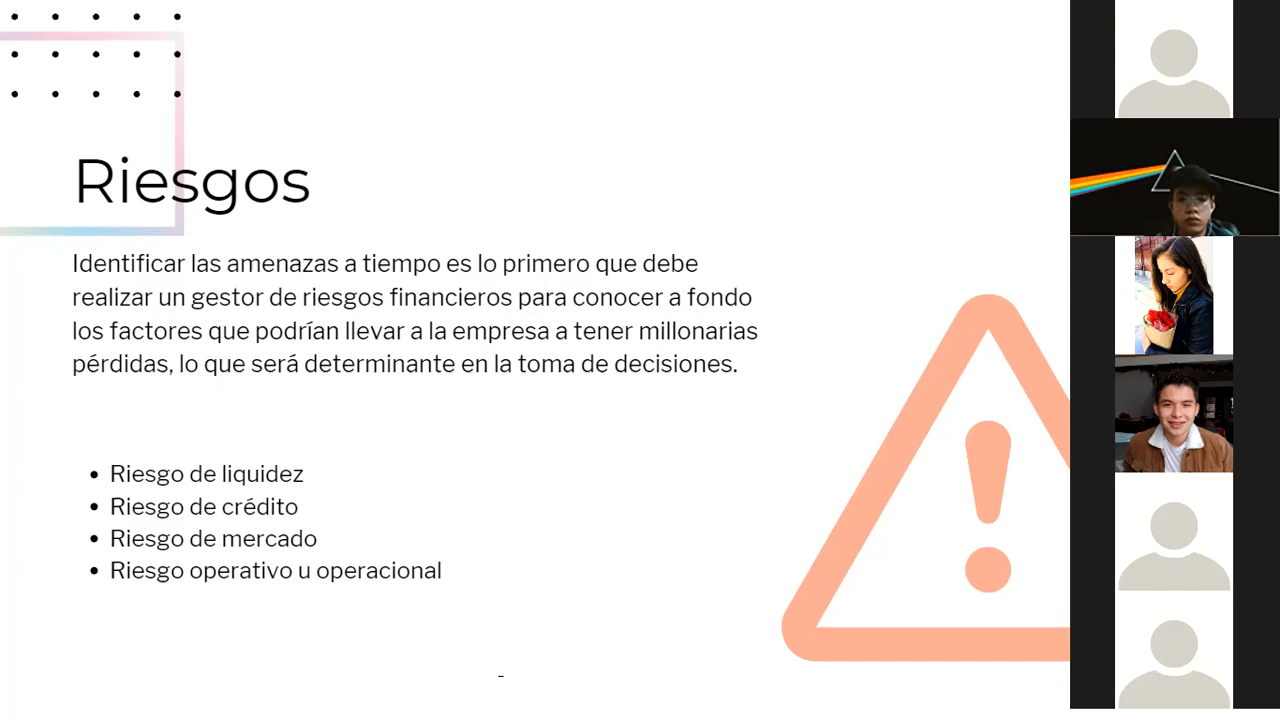 Riesgos
Identificar las amenazas a tiempo es lo primero que debe
realizar un gestor de riesgos financieros para conocer a fondo
los factores que podrían llevar a la empresa a tener millonarias
pérdidas, lo que será determinante en la toma de decisiones.
• Riesgo de liquidez
• Riesgo de crédito
• Riesgo de mercado
• Riesgo operativo u operacional
-